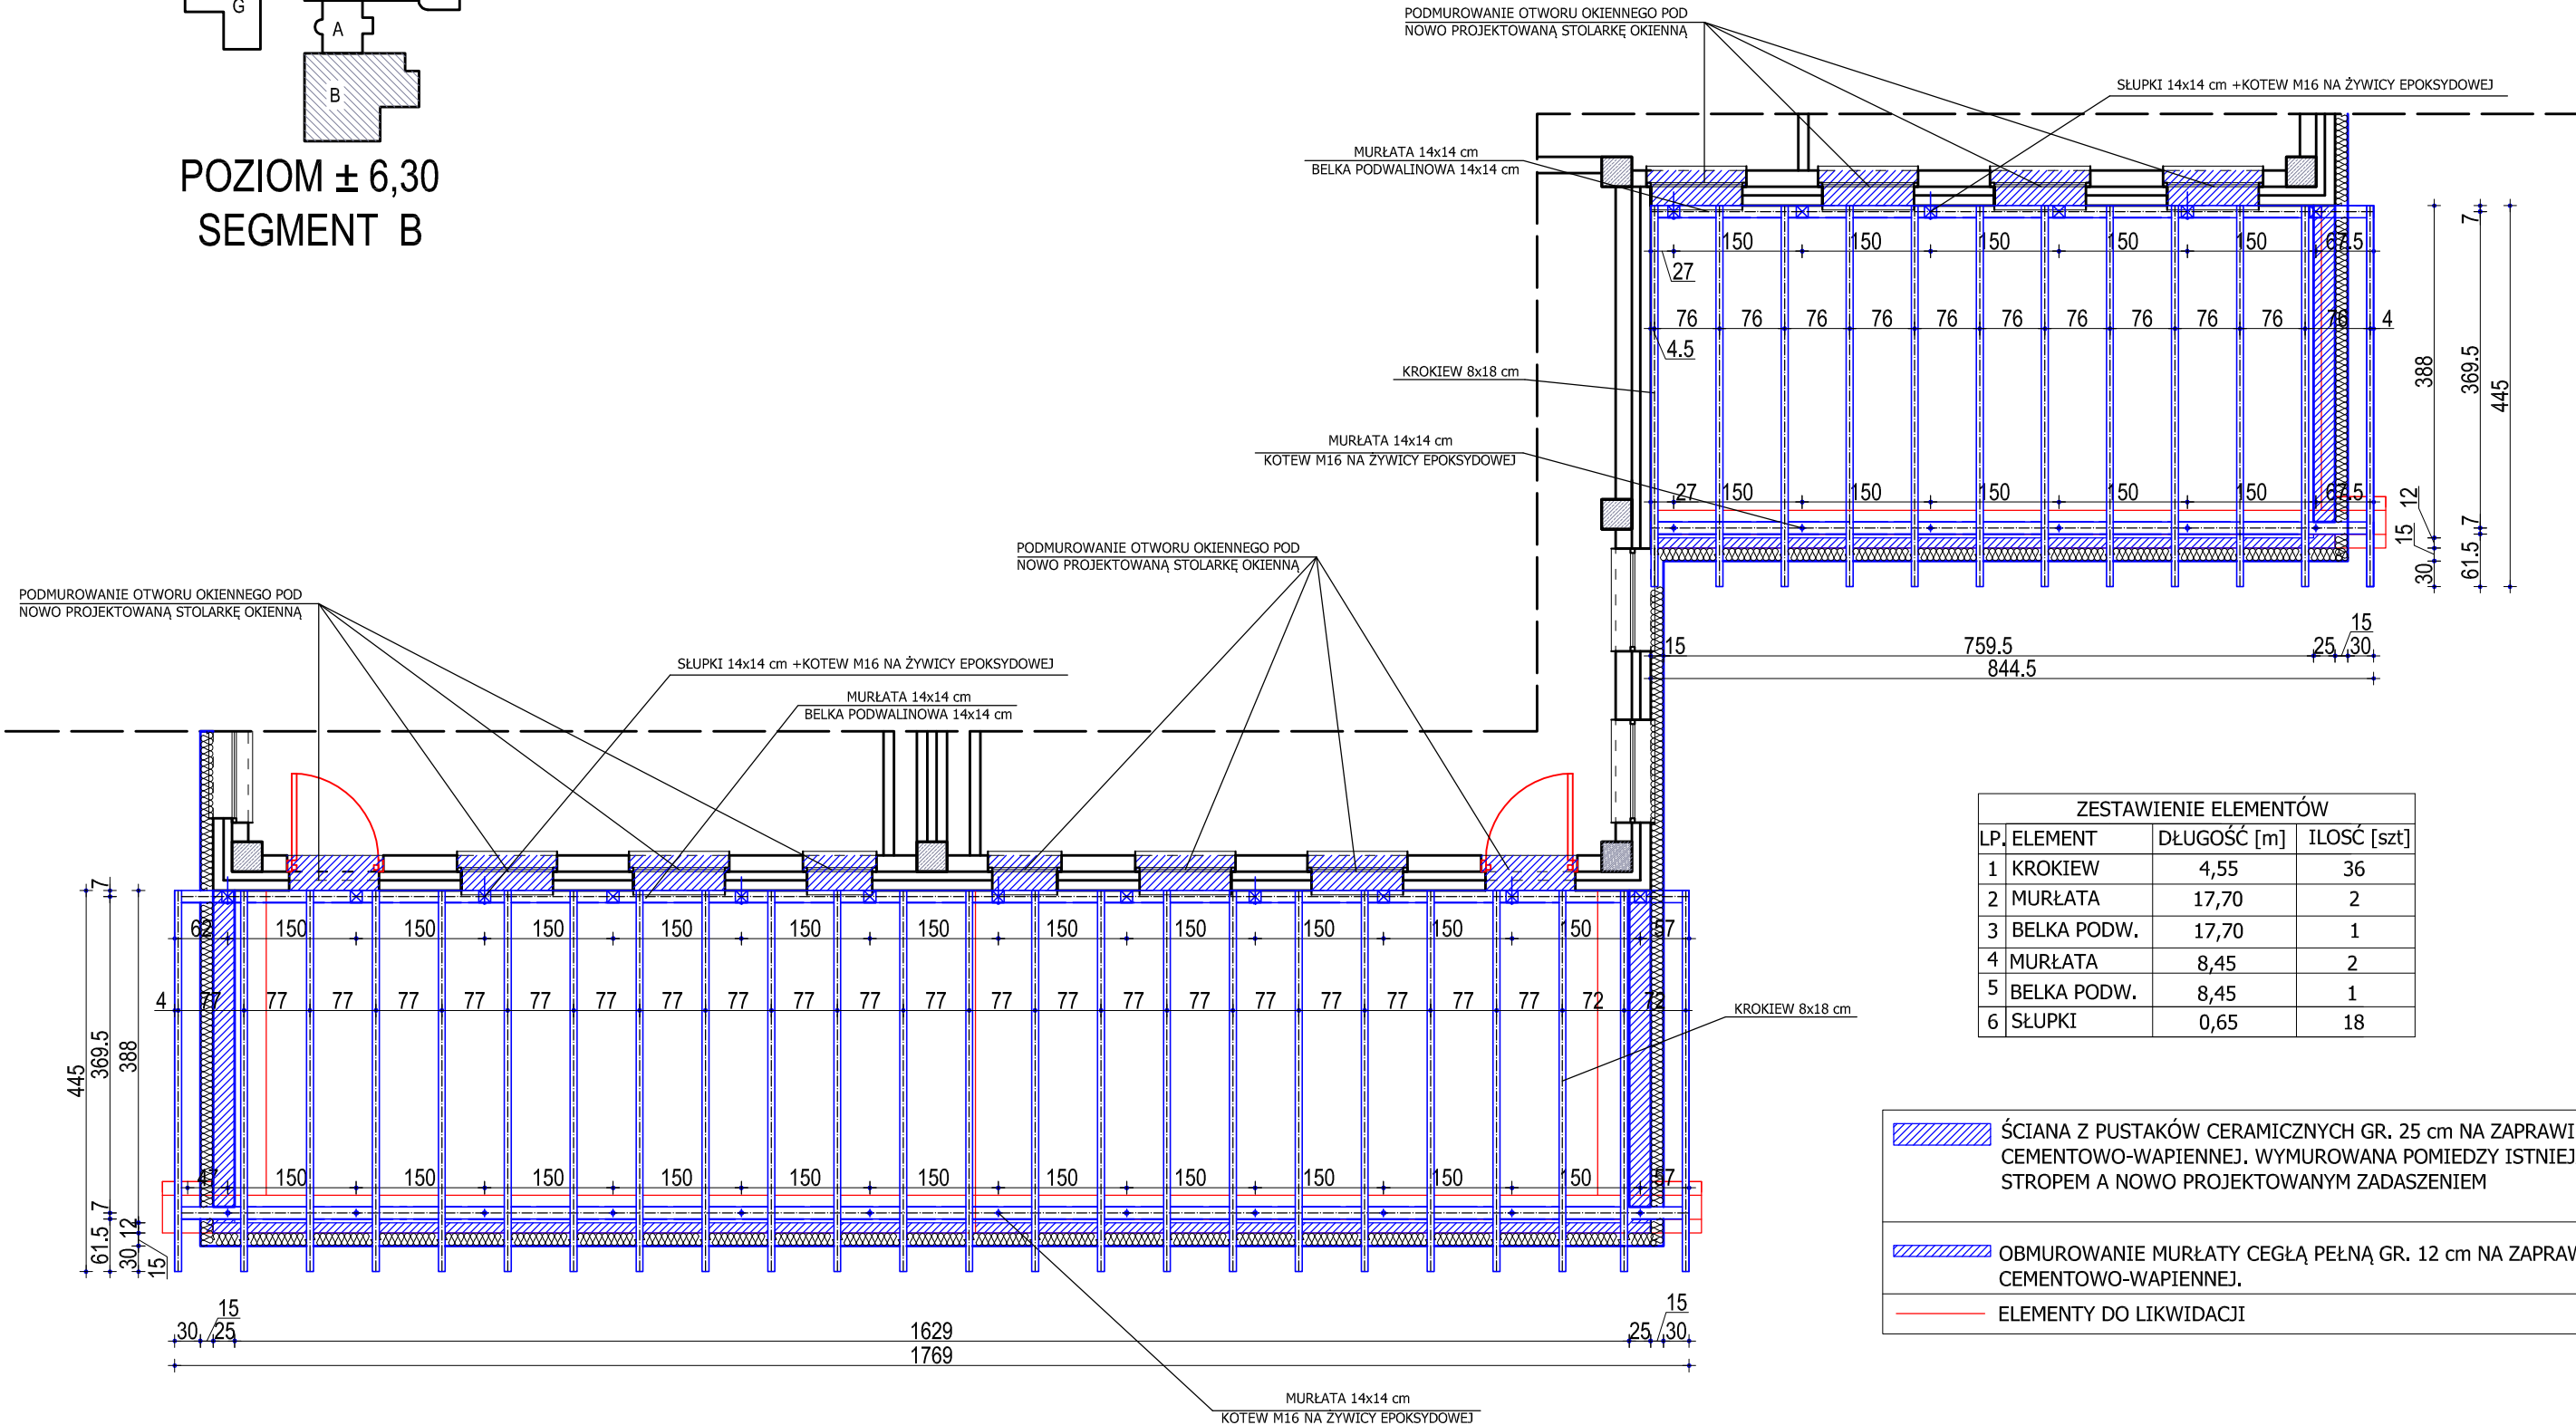 G
A
B
POZIOM ± 6,30
SEGMENT B
PODMUROWANIE OTWORU OKIENNEGO POD
NOWO PROJEKTOWANĄ STOLARKĘ OKIENNĄ
SŁUPKI 14x14 cm +KOTEW M16 NA ŻYWICY EPOKSYDOWEJ
MURŁATA 14x14 cm
BELKA PODWALINOWA 14x14 cm
150 150 150 150 150 67.5
27
76 76 76 76 76 76 76 76 76 76 76 4
4.5
KROKIEW 8x18 cm
MURŁATA 14x14 cm
KOTEW M16 NA ŻYWICY EPOKSYDOWEJ
27 150 150 150 150 150 67.5
388 12 15 30
7 369.5 7 61.5
445
15 759.5 25 15 30
844.5
PODMUROWANIE OTWORU OKIENNEGO POD
NOWO PROJEKTOWANĄ STOLARKĘ OKIENNĄ
PODMUROWANIE OTWORU OKIENNEGO POD
NOWO PROJEKTOWANĄ STOLARKĘ OKIENNĄ
SŁUPKI 14x14 cm +KOTEW M16 NA ŻYWICY EPOKSYDOWEJ
MURŁATA 14x14 cm
BELKA PODWALINOWA 14x14 cm
62 150 150 150 150 150 150 150 150 150 150 150 57
4 77 77 77 77 77 77 77 77 77 77 77 77 77 77 77 77 77 77 77 77 77 72 72
KROKIEW 8x18 cm
47 150 150 150 150 150 150 150 150 150 150 150 57
445
7 369.5 7 61.5
388 12 30 15
30 15 25 1629 25 15 30
1769
MURŁATA 14x14 cm
KOTEW M16 NA ŻYWICY EPOKSYDOWEJ
ZESTAWIENIE ELEMENTÓW
LP. ELEMENT DŁUGOŚĆ [m] ILOSĆ [szt]
1 KROKIEW 4,55 36
2 MURŁATA 17,70 2
3 BELKA PODW. 17,70 1
4 MURŁATA 8,45 2
5 BELKA PODW. 8,45 1
6 SŁUPKI 0,65 18
ŚCIANA Z PUSTAKÓW CERAMICZNYCH GR. 25 cm NA ZAPRAWI
CEMENTOWO-WAPIENNEJ. WYMUROWANA POMIEDZY ISTNIEJ
STROPEM A NOWO PROJEKTOWANYM ZADASZENIEM
OBMUROWANIE MURŁATY CEGŁĄ PEŁNĄ GR. 12 cm NA ZAPRAW
CEMENTOWO-WAPIENNEJ.
ELEMENTY DO LIKWIDACJI